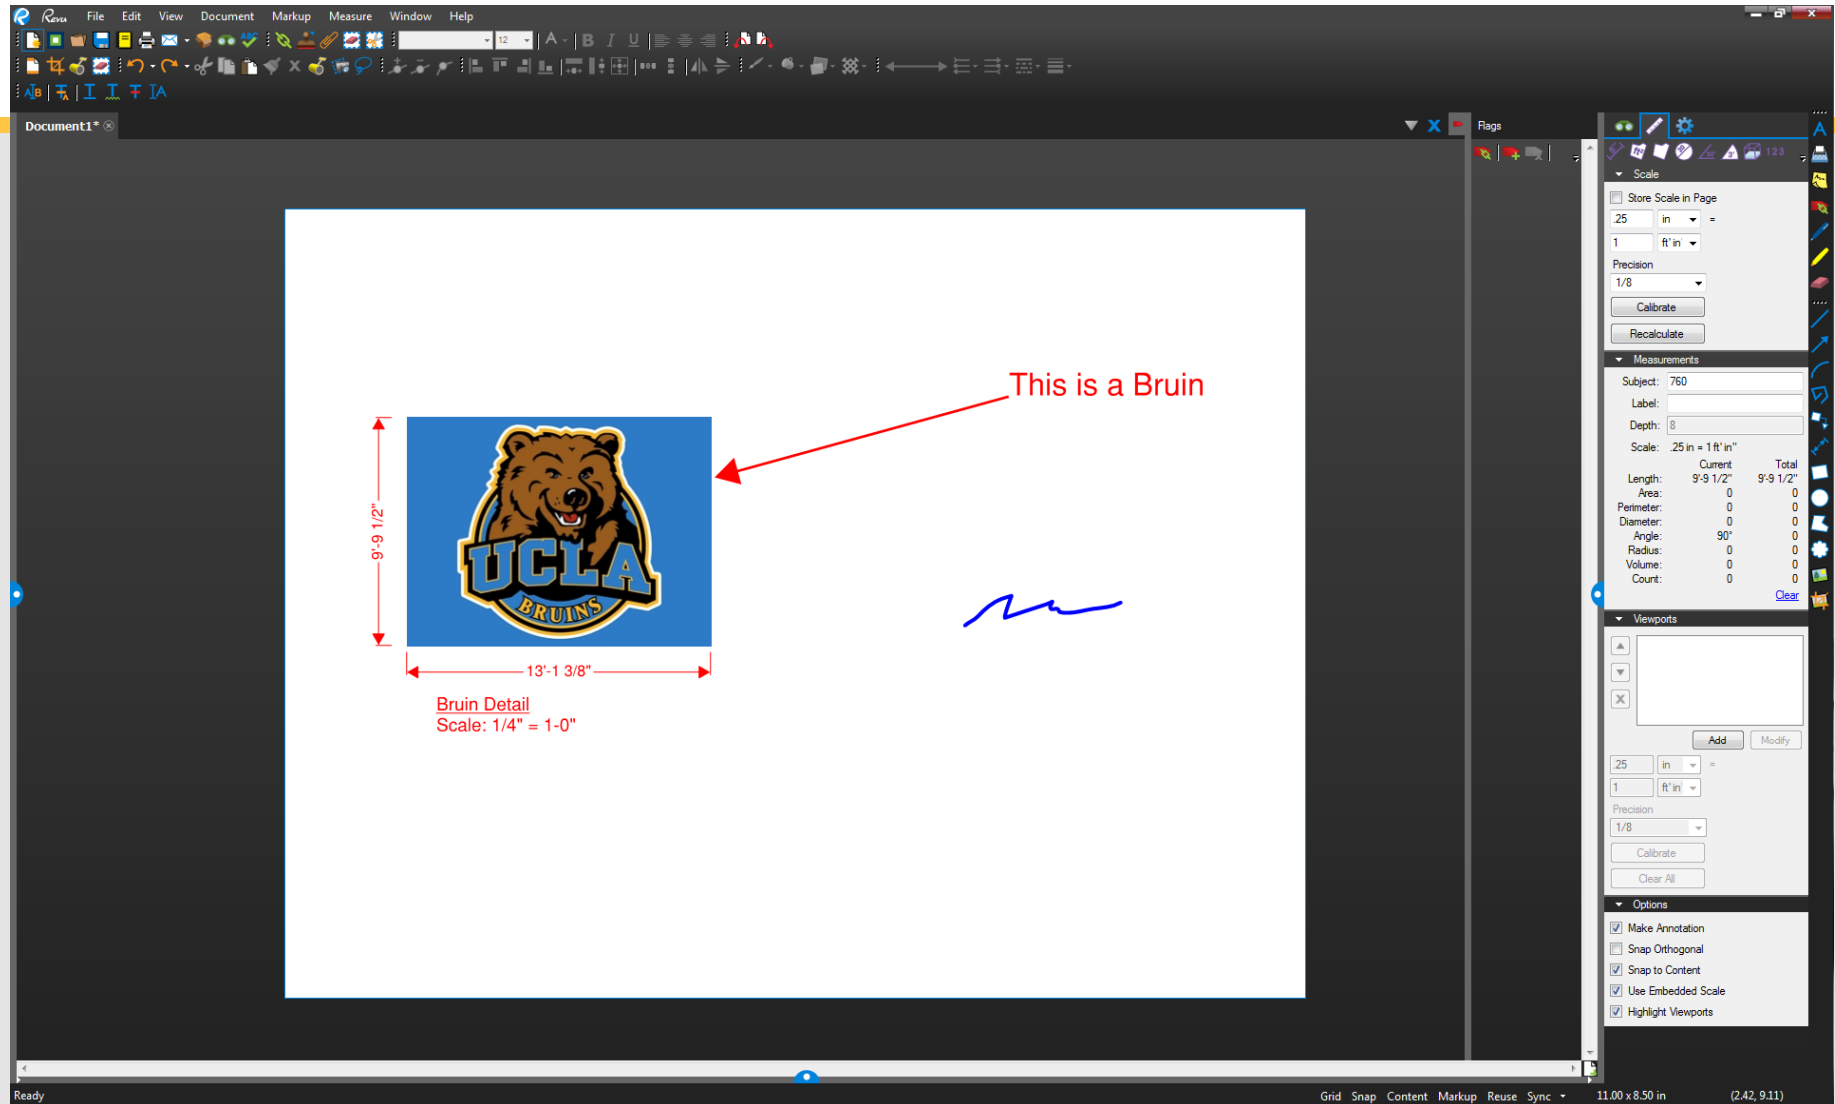 Revu File Edit View Document Markup Measure Window Help
12
Document1*
Flags
This is a Bruin
9'-9 1/2"
UCLA
BRUINS
13'-1 3/8"
Bruin Detail
Scale: 1/4" = 1-0"
Scale
Store Scale in Page
.25 in =
1 ft' in"
Precision
1/8
Calibrate
Recalculate
Measurements
Subject: 760
Label:
Depth: 8
Scale: .25 in = 1 ft' in"
Current Total
Length: 9'-9 1/2" 9'-9 1/2"
Area: 0 0
Perimeter: 0 0
Diameter: 0 0
Angle: 90° 0
Radius: 0 0
Volume: 0 0
Count: 0 0
Clear
Viewports
Add Modify
.25 in =
1 ft' in"
Precision
1/8
Calibrate
Clear All
Options
Make Annotation
Snap Orthogonal
Snap to Content
Use Embedded Scale
Highlight Viewports
Ready Grid Snap Content Markup Reuse Sync 11.00 x 8.50 in (2.42, 9.11)